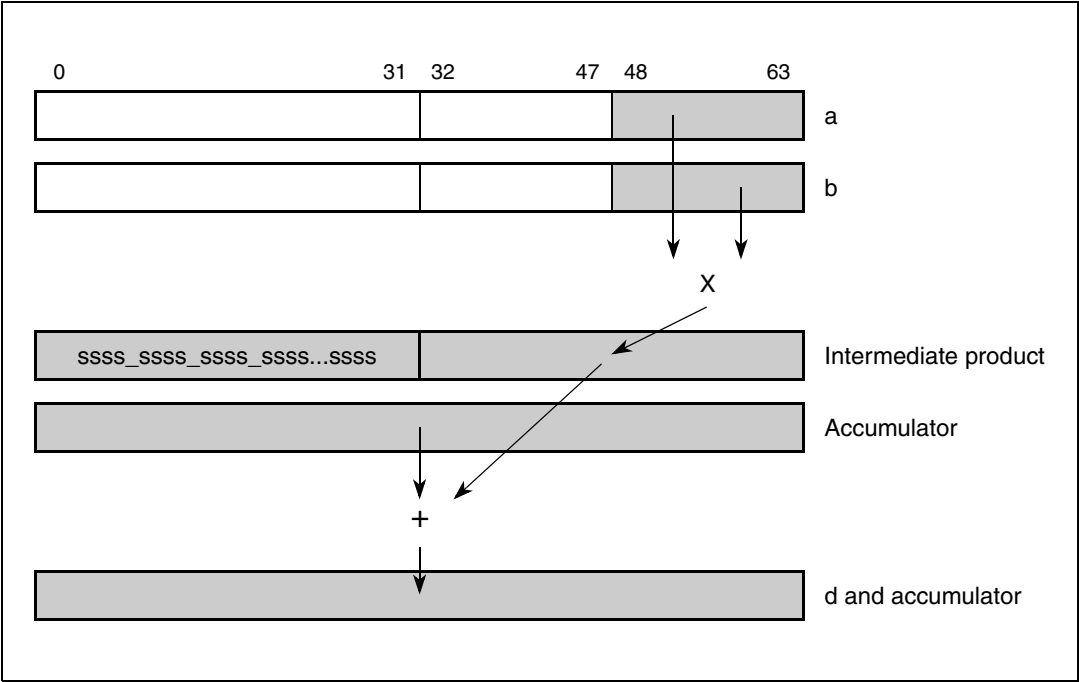 0 31 32 47 48 63
a
b
X
ssss_ssss_ssss_ssss...ssss Intermediate product
Accumulator
+
d and accumulator